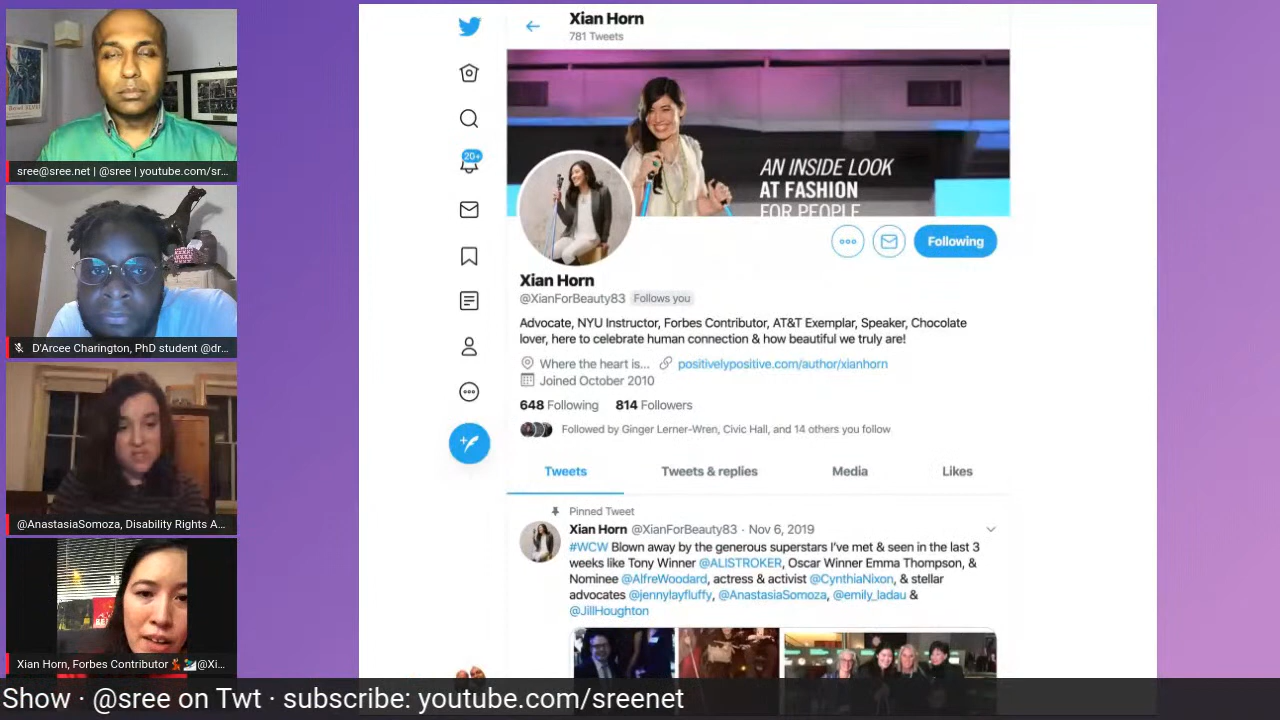 sree@sree.net | @sree | youtube.com/sr...
D'Arcee Charington, PhD student @dr...
@AnastasiaSomoza, Disability Rights A...
Xian Horn, Forbes Contributor💃🏻@Xi...
Xian Horn
781 Tweets
20+
AN INSIDE LOOK
AT FASHION
FOR PEOPLE
Following
Xian Horn
@XianForBeauty83 Follows you
Advocate, NYU Instructor, Forbes Contributor, AT&T Exemplar, Speaker, Chocolate
lover, here to celebrate human connection & how beautiful we truly are!
Where the heart is... positivelypositive.com/author/xianhorn
Joined October 2010
648 Following 814 Followers
Followed by Ginger Lerner-Wren, Civic Hall, and 14 others you follow
Tweets Tweets & replies Media Likes
Pinned Tweet
Xian Horn @XianForBeauty83 · Nov 6, 2019
#WCW Blown away by the generous superstars I've met & seen in the last 3
weeks like Tony Winner @ALISTROKER, Oscar Winner Emma Thompson, &
Nominee @AlfreWoodard, actress & activist @CynthiaNixon, & stellar
advocates @jennylayfluffy, @AnastasiaSomoza, @emily_ladau &
@JillHoughton
Show · @sree on Twt · subscribe: youtube.com/sreenet